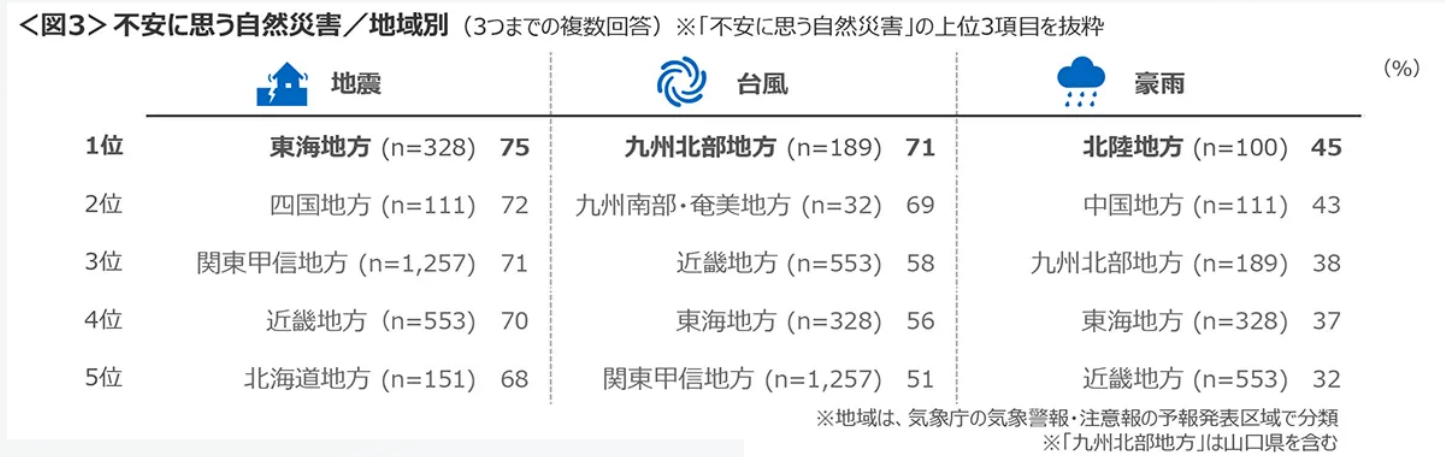 ＜図3＞不安に思う自然災害／地域別（3つまでの複数回答）※「不安に思う自然災害」の上位3項目を抜粋
地震 台風 豪雨 （%）
1位 東海地方 (n=328) 75 九州北部地方 (n=189) 71 北陸地方 (n=100) 45
2位 四国地方 (n=111) 72 九州南部・奄美地方 (n=32) 69 中国地方 (n=111) 43
3位 関東甲信地方 (n=1,257) 71 近畿地方 (n=553) 58 九州北部地方 (n=189) 38
4位 近畿地方（n=553) 70 東海地方 (n=328) 56 東海地方 (n=328) 37
5位 北海道地方 (n=151) 68 関東甲信地方 (n=1,257) 51 近畿地方 (n=553) 32
※地域は、気象庁の気象警報・注意報の予報発表区域で分類
※「九州北部地方」は山口県を含む